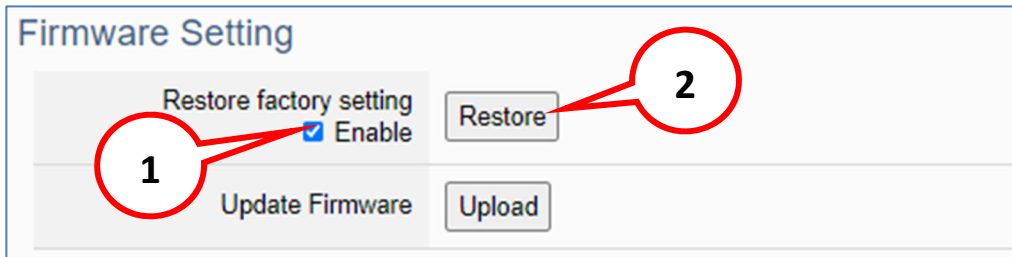 Firmware Setting
Restore factory setting
Enable
Restore
1
2
Update Firmware
Upload